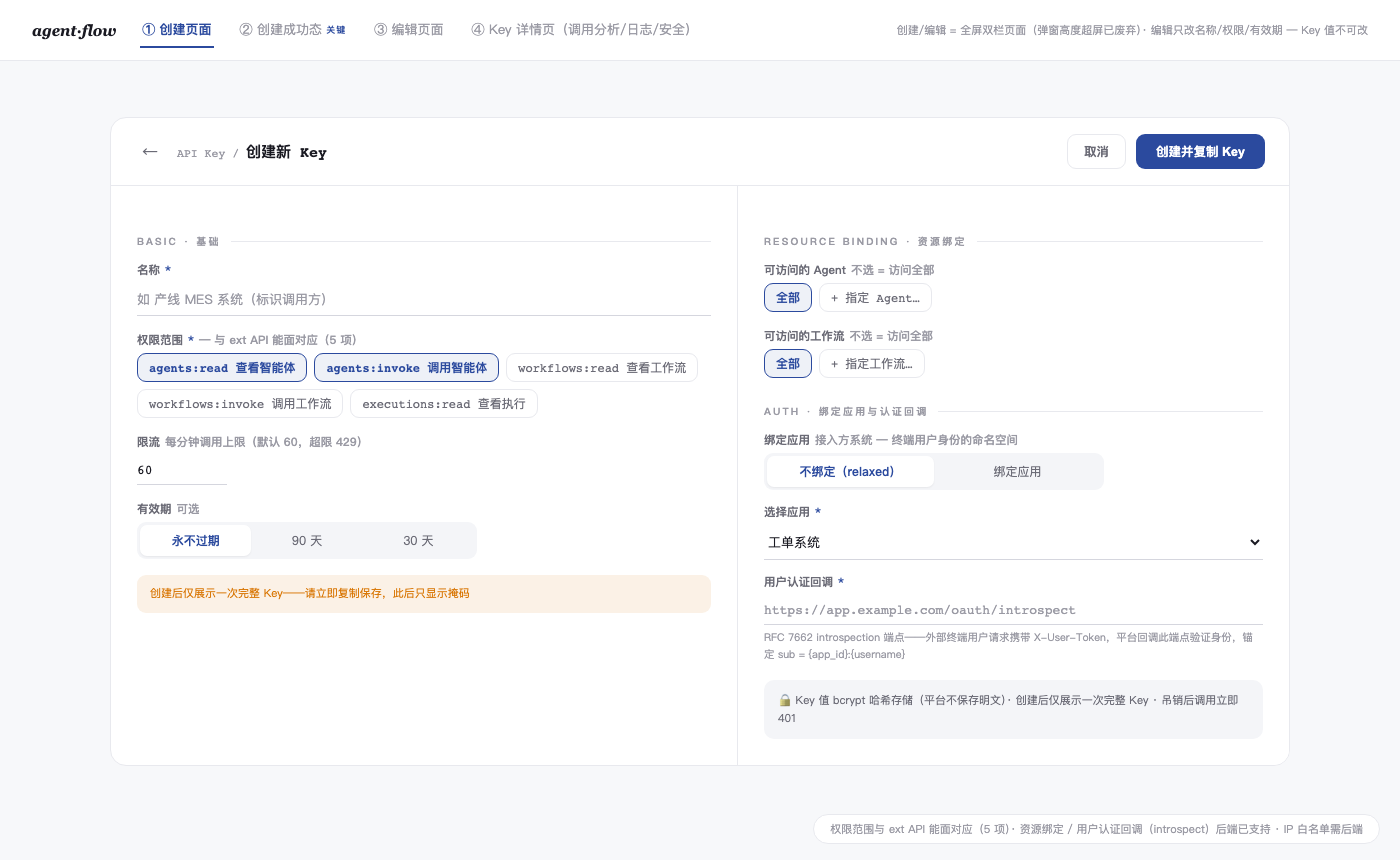 agent·flow
① 创建页面
② 创建成功态 关键
③ 编辑页面
④ Key 详情页（调用分析/日志/安全）
创建/编辑 = 全屏双栏页面（弹窗高度超屏已废弃）· 编辑只改名称/权限/有效期 — Key 值不可改
← API Key / 创建新 Key
取消
创建并复制 Key
BASIC · 基础
名称 *
如 产线 MES 系统（标识调用方）
权限范围 * — 与 ext API 能面对应（5 项）
agents:read 查看智能体
agents:invoke 调用智能体
workflows:read 查看工作流
workflows:invoke 调用工作流
executions:read 查看执行
限流 每分钟调用上限（默认 60，超限 429）
60
有效期 可选
永不过期
90 天
30 天
创建后仅展示一次完整 Key——请立即复制保存，此后只显示掩码
RESOURCE BINDING · 资源绑定
可访问的 Agent 不选 = 访问全部
全部
+ 指定 Agent…
可访问的工作流 不选 = 访问全部
全部
+ 指定工作流…
AUTH · 绑定应用与认证回调
绑定应用 接入方系统 — 终端用户身份的命名空间
不绑定（relaxed）
绑定应用
选择应用 *
工单系统
用户认证回调 *
https://app.example.com/oauth/introspect
RFC 7662 introspection 端点——外部终端用户请求携带 X-User-Token，平台回调此端点验证身份，锚
定 sub = {app_id}:{username}
🔒 Key 值 bcrypt 哈希存储（平台不保存明文）· 创建后仅展示一次完整 Key · 吊销后调用立即
401
权限范围与 ext API 能面对应（5 项）· 资源绑定 / 用户认证回调（introspect）后端已支持 · IP 白名单需后端